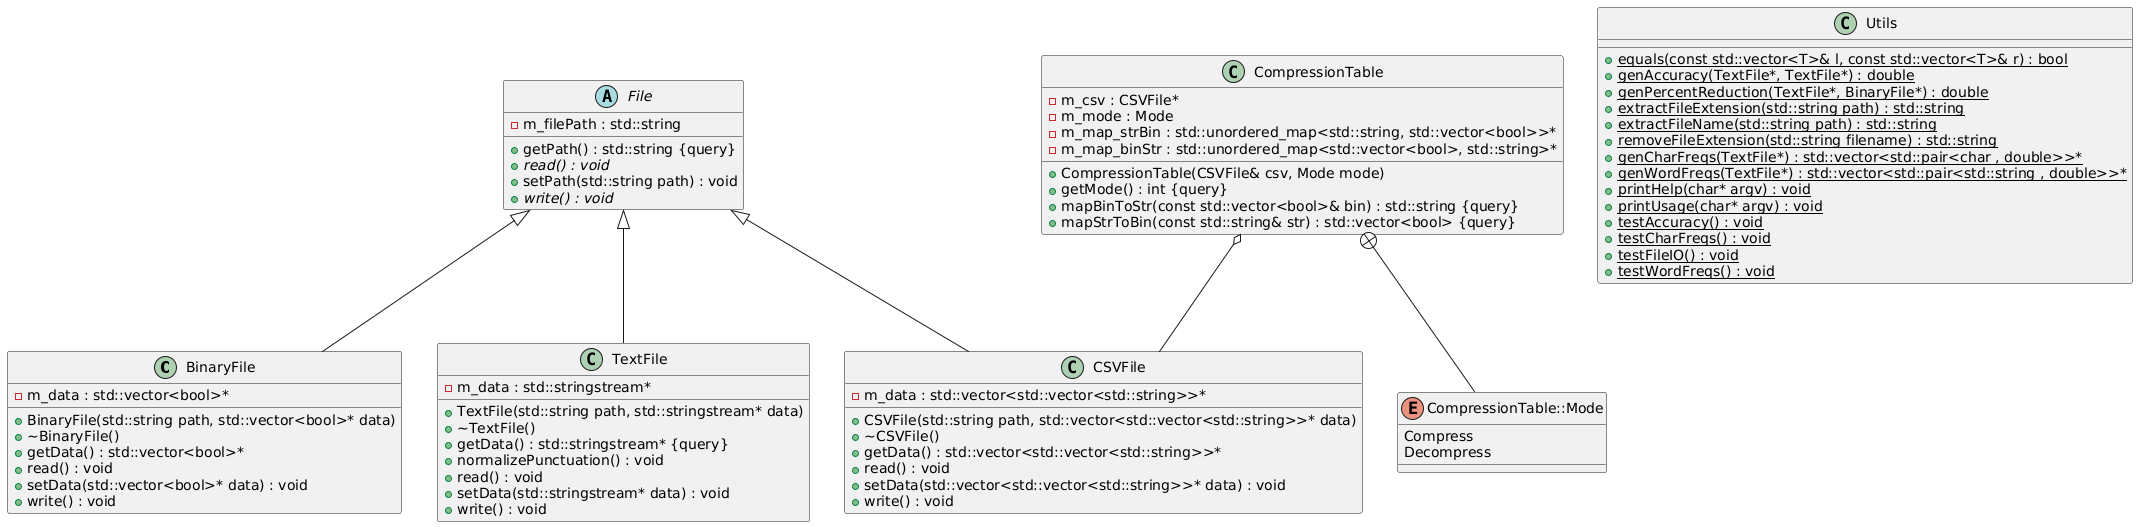 A File
m_filePath : std::string
getPath() : std::string {query}
read() : void
setPath(std::string path) : void
write() : void
C CompressionTable
m_csv : CSVFile*
m_mode : Mode
m_map_strBin : std::unordered_map<std::string, std::vector<bool>>*
m_map_binStr : std::unordered_map<std::vector<bool>, std::string>*
CompressionTable(CSVFile& csv, Mode mode)
getMode() : int {query}
mapBinToStr(const std::vector<bool>& bin) : std::string {query}
mapStrToBin(const std::string& str) : std::vector<bool> {query}
C Utils
equals(const std::vector<T>& l, const std::vector<T>& r) : bool
genAccuracy(TextFile*, TextFile*) : double
genPercentReduction(TextFile*, BinaryFile*) : double
extractFileExtension(std::string path) : std::string
extractFileName(std::string path) : std::string
removeFileExtension(std::string filename) : std::string
genCharFreqs(TextFile*) : std::vector<std::pair<char , double>>*
genWordFreqs(TextFile*) : std::vector<std::pair<std::string , double>>*
printHelp(char* argv) : void
printUsage(char* argv) : void
testAccuracy() : void
testCharFreqs() : void
testFileIO() : void
testWordFreqs() : void
C BinaryFile
m_data : std::vector<bool>*
BinaryFile(std::string path, std::vector<bool>* data)
~BinaryFile()
getData() : std::vector<bool>*
read() : void
setData(std::vector<bool>* data) : void
write() : void
C TextFile
m_data : std::stringstream*
TextFile(std::string path, std::stringstream* data)
~TextFile()
getData() : std::stringstream* {query}
normalizePunctuation() : void
read() : void
setData(std::stringstream* data) : void
write() : void
C CSVFile
m_data : std::vector<std::vector<std::string>>*
CSVFile(std::string path, std::vector<std::vector<std::string>>* data)
~CSVFile()
getData() : std::vector<std::vector<std::string>>*
read() : void
setData(std::vector<std::vector<std::string>>* data) : void
write() : void
E CompressionTable::Mode
Compress
Decompress